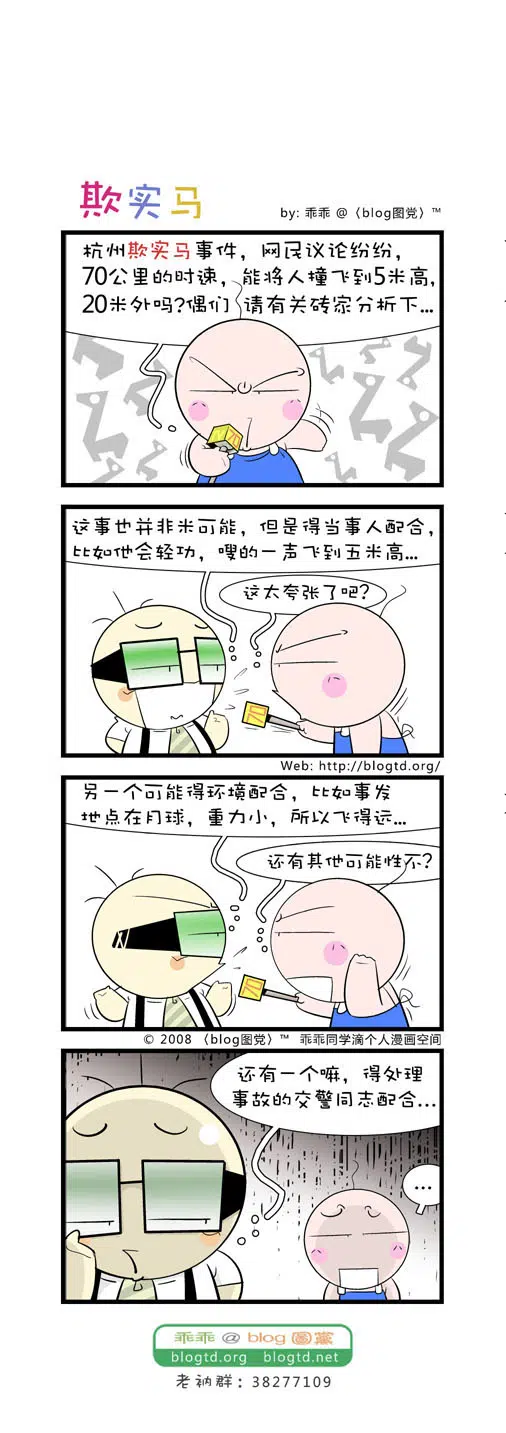 欺实马
by: 乖乖 @〈blog图党〉™
杭州欺实马事件，网民议论纷纷，
70公里的时速，能将人撞飞到5米高，
20米外吗?偶们 请有关砖家分析下...
70
这事也并非米可能，但是得当事人配合，
比如他会轻功，嗖的一声飞到五米高...
这太夸张了吧?
70
Web: http://blogtd.org/
另一个可能得环境配合，比如事发
地点在月球，重力小，所以飞得远...
还有其他可能性不?
70
© 2008 〈blog图党〉™ 乖乖同学滴个人漫画空间
还有一个嘛，得处理
事故的交警同志配合...
...
乖乖 @ blog 圖黨
blogtd.org blogtd.net
老衲群: 38277109